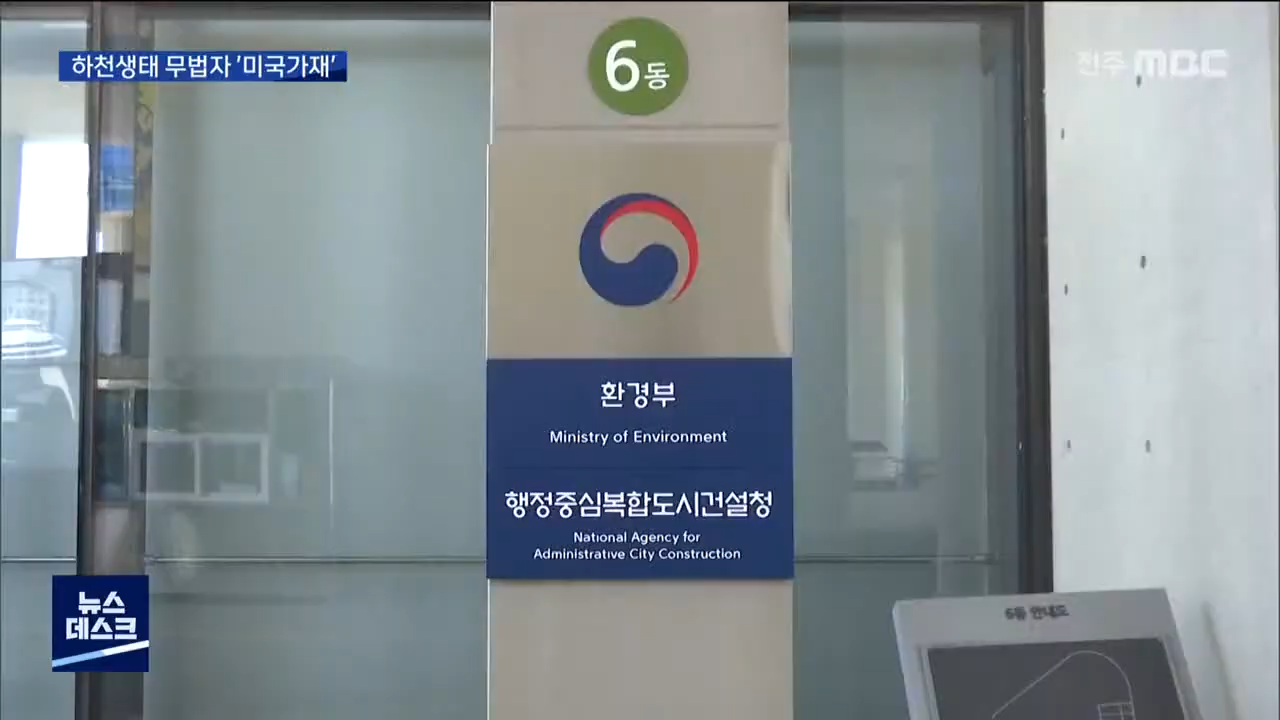 하천생태 무법자 '미국가재'
전주 MBC
6동
환경부
Ministry of Environment
행정중심복합도시건설청
National Agency for
Administrative City Construction
뉴스
데스크
6동 안내도